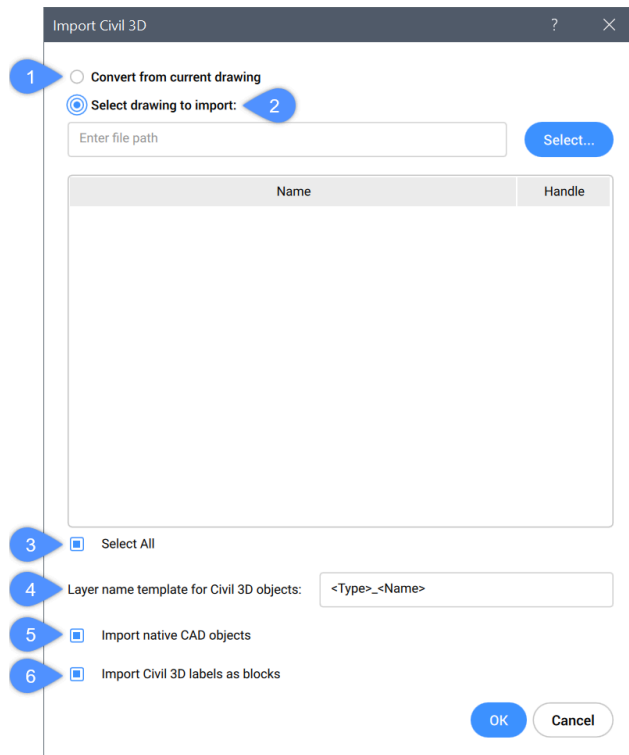 Import Civil 3D ?
1 Convert from current drawing
Select drawing to import: 2
Enter file path Select...
Name Handle
3 Select All
4 Layer name template for Civil 3D objects: <Type>_<Name>
5 Import native CAD objects
6 Import Civil 3D labels as blocks
OK Cancel